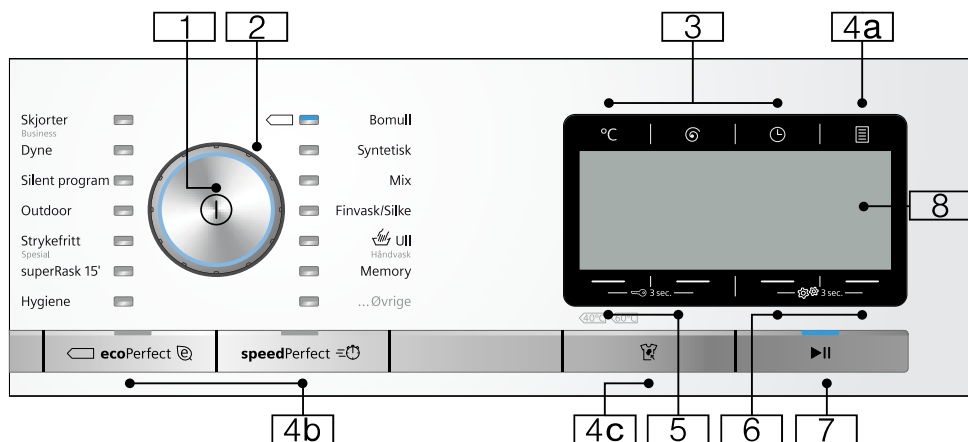 1 2 3 4a
Skjorter
Business
Dyne
Silent program
Outdoor
Strykefritt
Spesial
superRask 15'
Hygiene
Bomull
Syntetisk
Mix
Finvask/Silke
Ull
Håndvask
Memory
...Øvrige
°C
8
3 sec. 3 sec.
40°C 60°C
ecoPerfect e speedPerfect
4b 4c 5 6 7